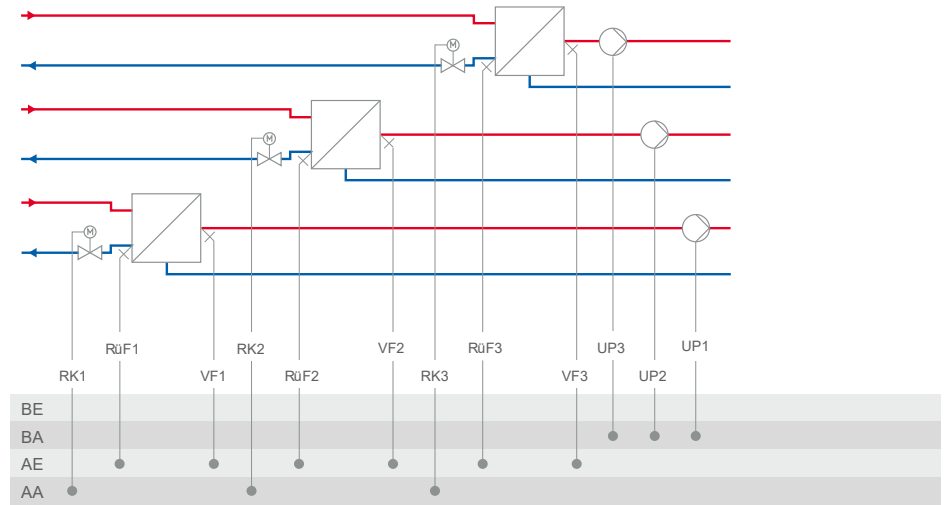 M
M
M
RüF1 RK2 VF2 RüF3 UP3 UP1
RK1 VF1 RüF2 RK3 VF3 UP2
BE
BA
AE
AA